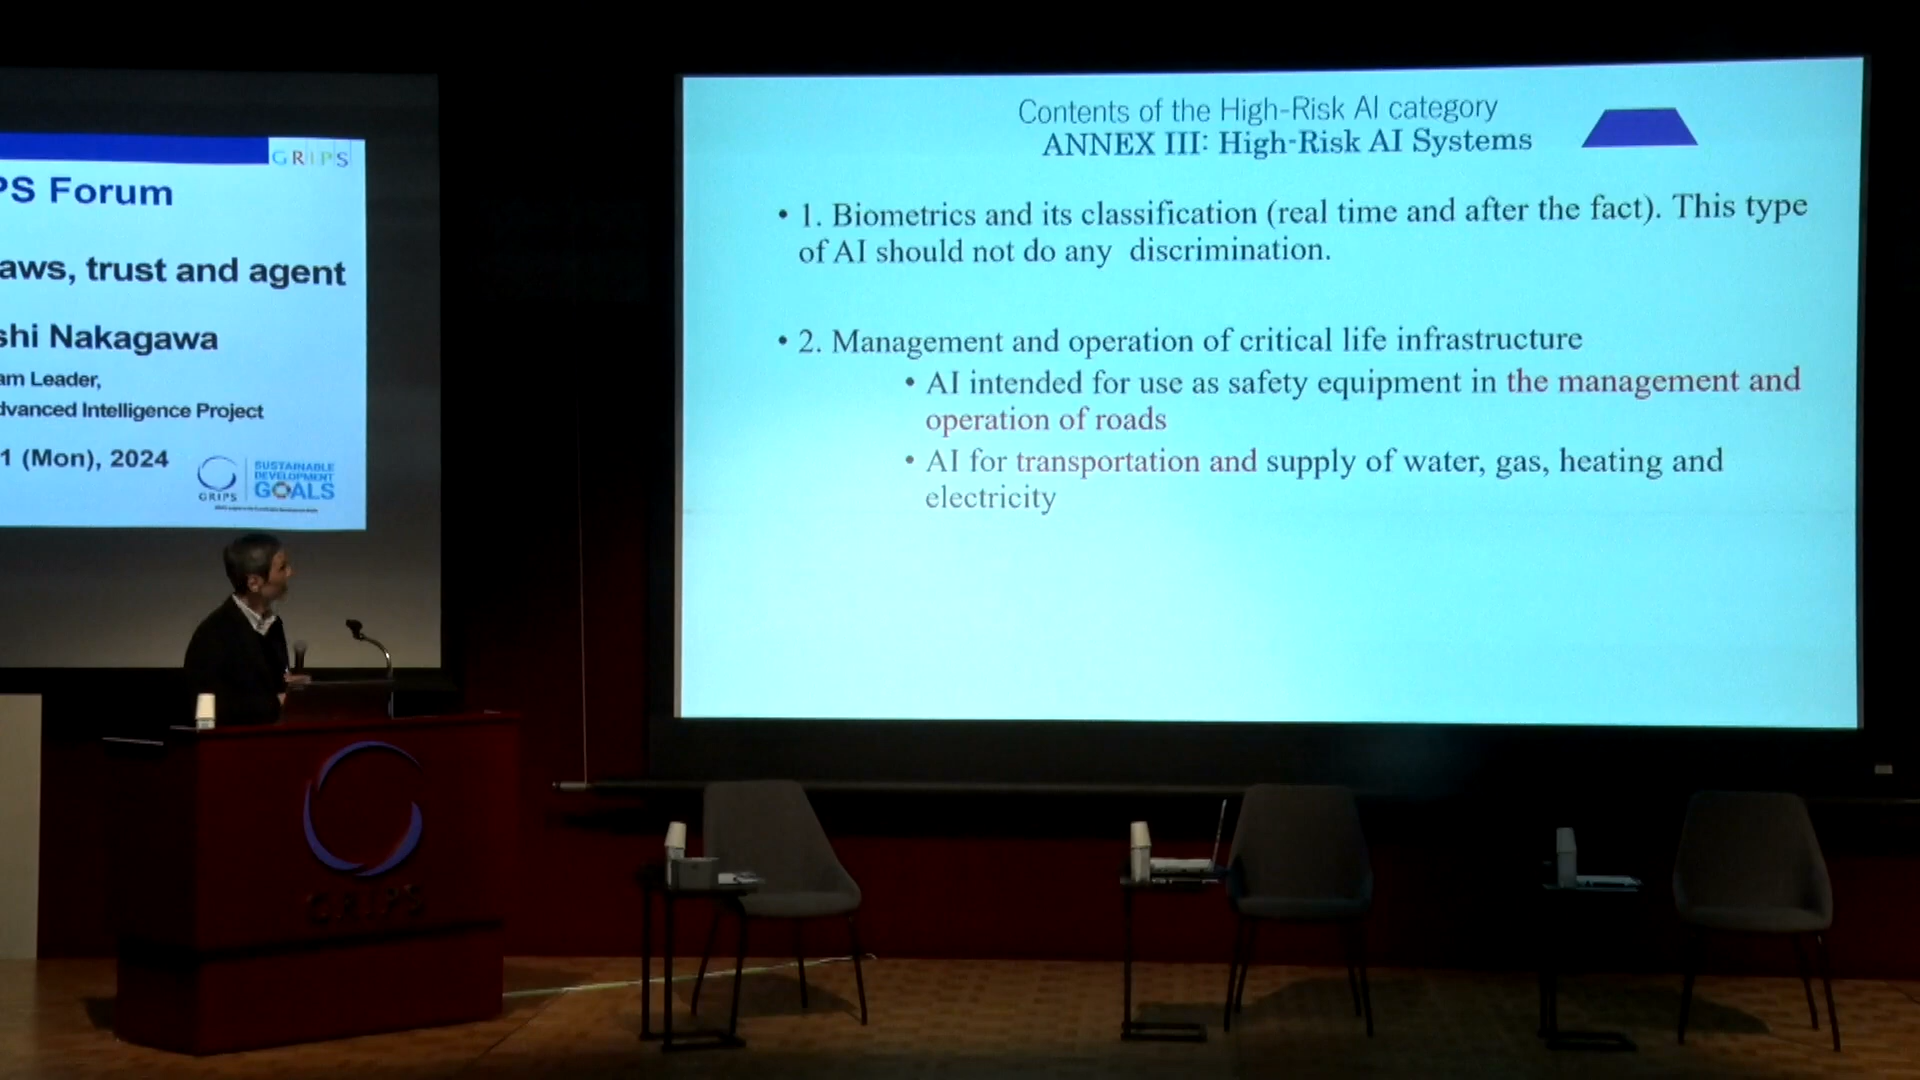 GRIPS
PS Forum
aws, trust and agent
shi Nakagawa
am Leader,
dvanced Intelligence Project
1 (Mon), 2024
GRIPS
SUSTAINABLE
DEVELOPMENT
GOALS
Contents of the High-Risk AI category
ANNEX III: High-Risk AI Systems
• 1. Biometrics and its classification (real time and after the fact). This type
of AI should not do any discrimination.
• 2. Management and operation of critical life infrastructure
• AI intended for use as safety equipment in the management and
operation of roads
• AI for transportation and supply of water, gas, heating and
electricity
GRIPS